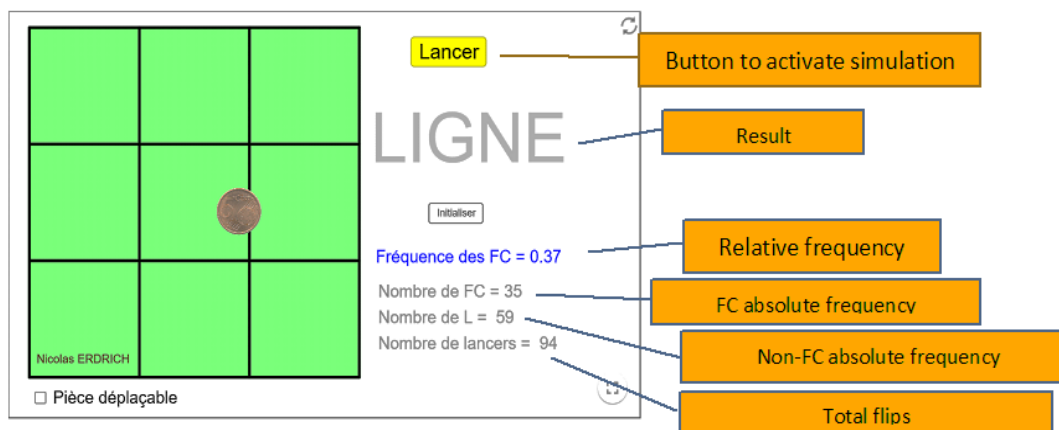 Lancer
Button to activate simulation
LIGNE
Result
Initialiser
Fréquence des FC = 0.37
Relative frequency
Nombre de FC = 35
FC absolute frequency
Nombre de L = 59
Non-FC absolute frequency
Nombre de lancers = 94
Total flips
Nicolas ERDRICH
Pièce déplaçable